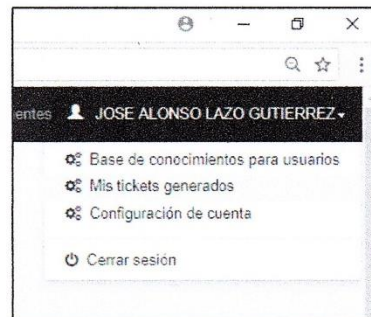 entes JOSE ALONSO LAZO GUTIERREZ
Base de conocimientos para usuarios
Mis tickets generados
Configuración de cuenta
Cerrar sesión